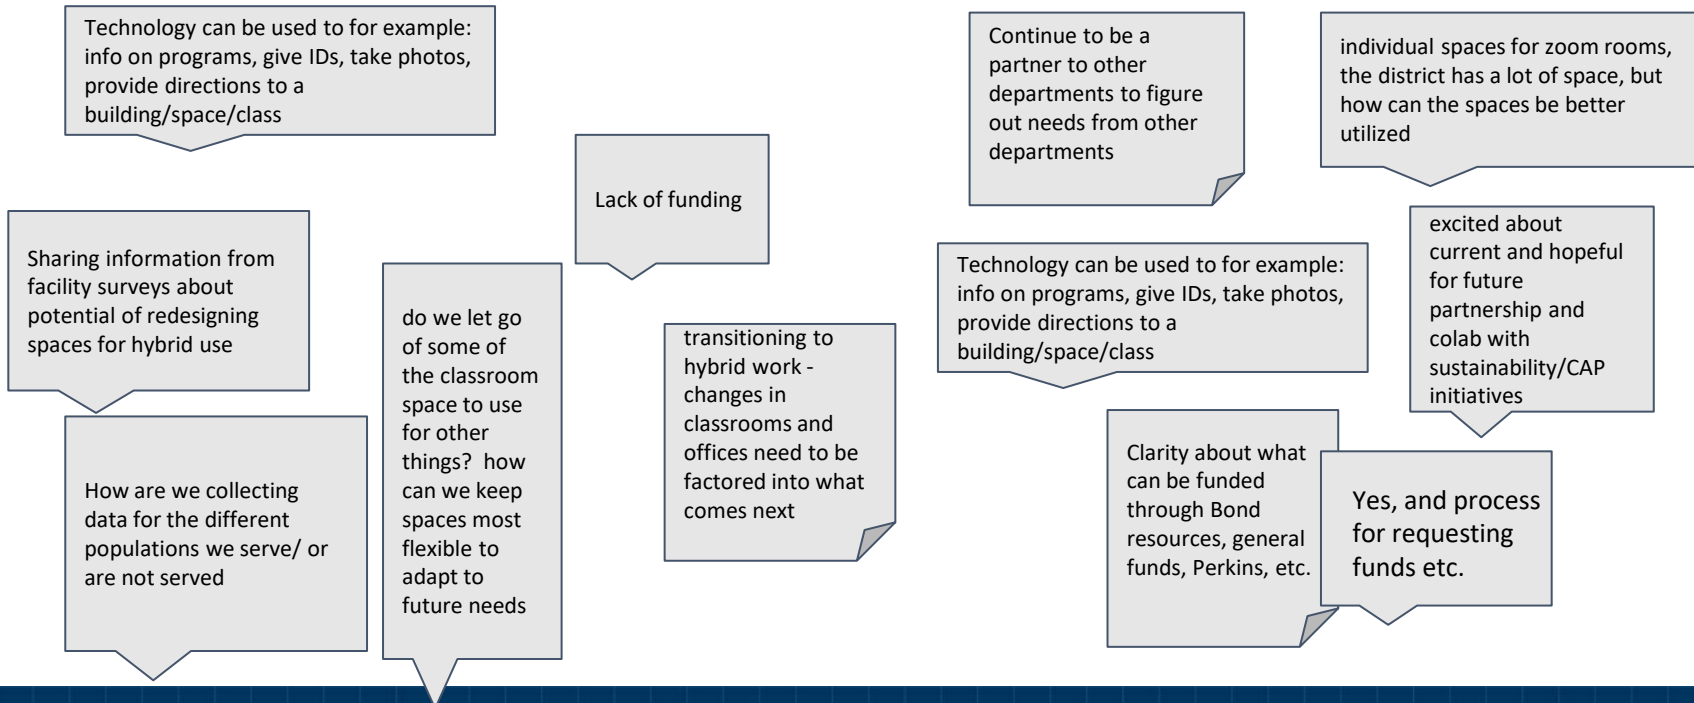 Technology can be used to for example:
info on programs, give IDs, take photos,
provide directions to a
building/space/class
Lack of funding
Sharing information from
facility surveys about
potential of redesigning
spaces for hybrid use
do we let go
of some of
the classroom
space to use
for other
things? how
can we keep
spaces most
flexible to
adapt to
future needs
transitioning to
hybrid work -
changes in
classrooms and
offices need to be
factored into what
comes next
How are we collecting
data for the different
populations we serve/ or
are not served
Continue to be a
partner to other
departments to figure
out needs from other
departments
individual spaces for zoom rooms,
the district has a lot of space, but
how can the spaces be better
utilized
Technology can be used to for example:
info on programs, give IDs, take photos,
provide directions to a
building/space/class
excited about
current and hopeful
for future
partnership and
colab with
sustainability/CAP
initiatives
Clarity about what
can be funded
through Bond
resources, general
funds, Perkins, etc.
Yes, and process
for requesting
funds etc.